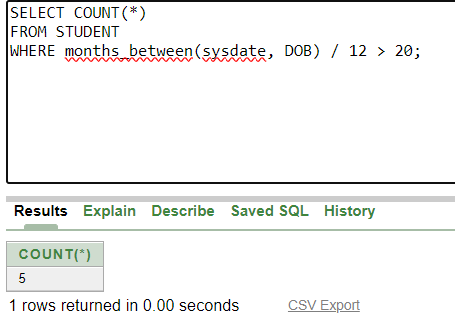 SELECT COUNT(*)
FROM STUDENT
WHERE months_between(sysdate, DOB) / 12 > 20;
Results Explain Describe Saved SQL History
COUNT(*)
5
1 rows returned in 0.00 seconds CSV Export